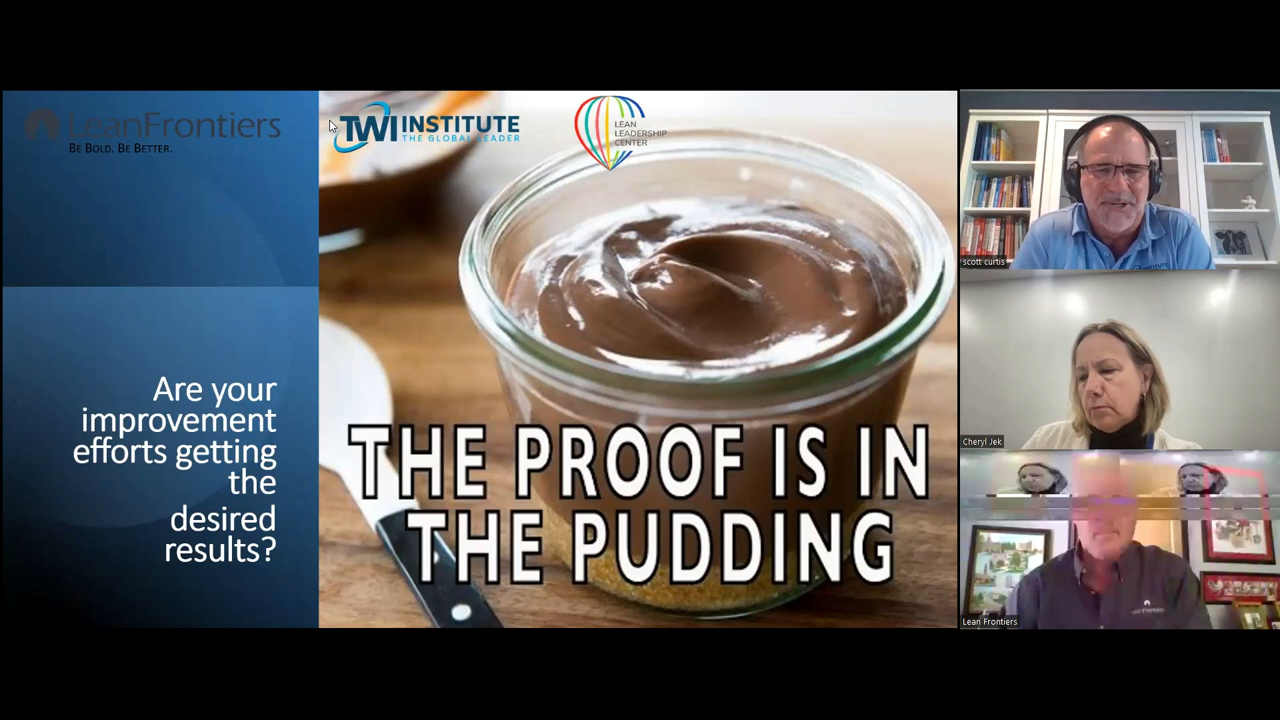 LeanFrontiers
BE BOLD. BE BETTER.
Are your
improvement
efforts getting
the
desired
results?
TWI INSTITUTE
THE GLOBAL LEADER
LEAN
LEADERSHIP
CENTER
THE PROOF IS IN
THE PUDDING
scott curtis
Cheryl Jek
Lean Frontiers